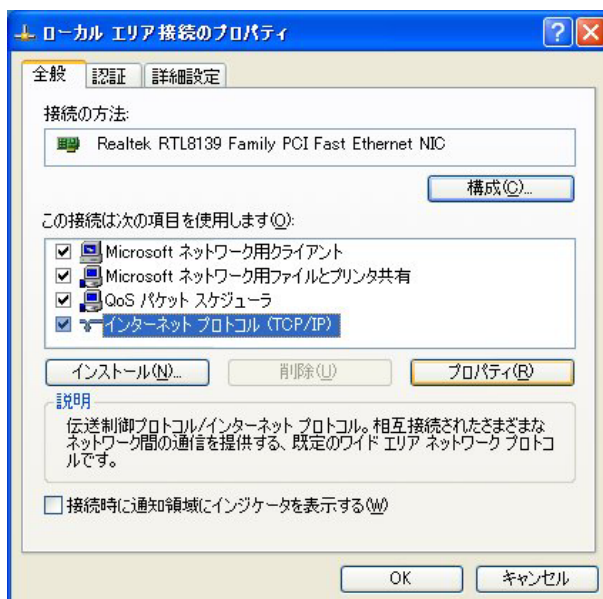 ローカル エリア接続のプロパティ
全般
認証
詳細設定
接続の方法:
Realtek RTL8139 Family PCI Fast Ethernet NIC
構成(C)...
この接続は次の項目を使用します(O):
Microsoft ネットワーク用クライアント
Microsoft ネットワーク用ファイルとプリンタ共有
QoS パケット スケジューラ
インターネット プロトコル (TCP/IP)
インストール(N)...
削除(U)
プロパティ(R)
説明
伝送制御プロトコル/インターネット プロトコル。相互接続されたさまざまな
ネットワーク間の通信を提供する、既定のワイド エリア ネットワーク プロトコ
ルです。
接続時に通知領域にインジケータを表示する(W)
OK
キャンセル